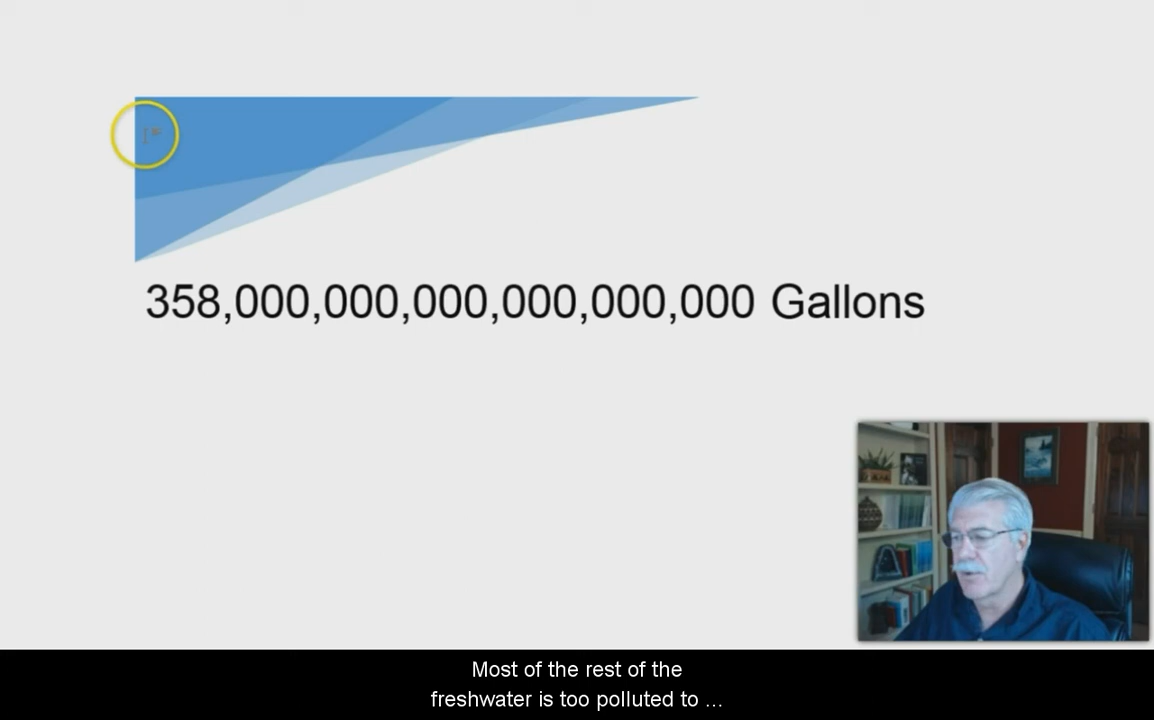 358,000,000,000,000,000,000 Gallons
Most of the rest of the
freshwater is too polluted to ...